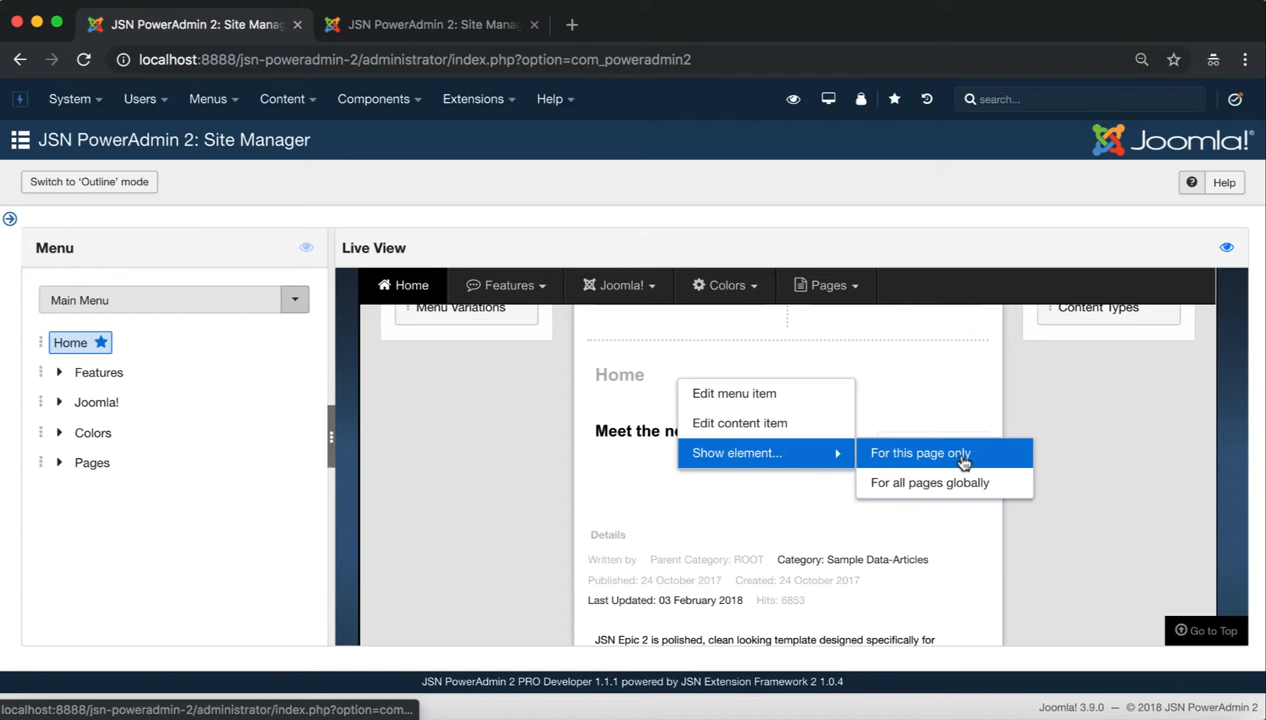 JSN PowerAdmin 2: Site Manag
JSN PowerAdmin 2: Site Manag
localhost:8888/jsn-poweradmin-2/administrator/index.php?option=com_poweradmin2
System Users Menus Content Components Extensions Help search...
JSN PowerAdmin 2: Site Manager Joomla!
Switch to 'Outline' mode Help
Menu
Main Menu
Home
Features
Joomla!
Colors
Pages
Live View
Home Features Joomla! Colors Pages
Menu Variations Content Types
Home
Meet the n
Edit menu item
Edit content item
Show element...
For this page only
For all pages globally
Details
Written by Parent Category: ROOT Category: Sample Data-Articles
Published: 24 October 2017 Created: 24 October 2017
Last Updated: 03 February 2018 Hits: 6853
JSN Epic 2 is polished, clean looking template designed specifically for
Go to Top
JSN PowerAdmin 2 PRO Developer 1.1.1 powered by JSN Extension Framework 2 1.0.4
localhost:8888/jsn-poweradmin-2/administrator/index.php?option=com...
Joomla! 3.9.0 — © 2018 JSN PowerAdmin 2